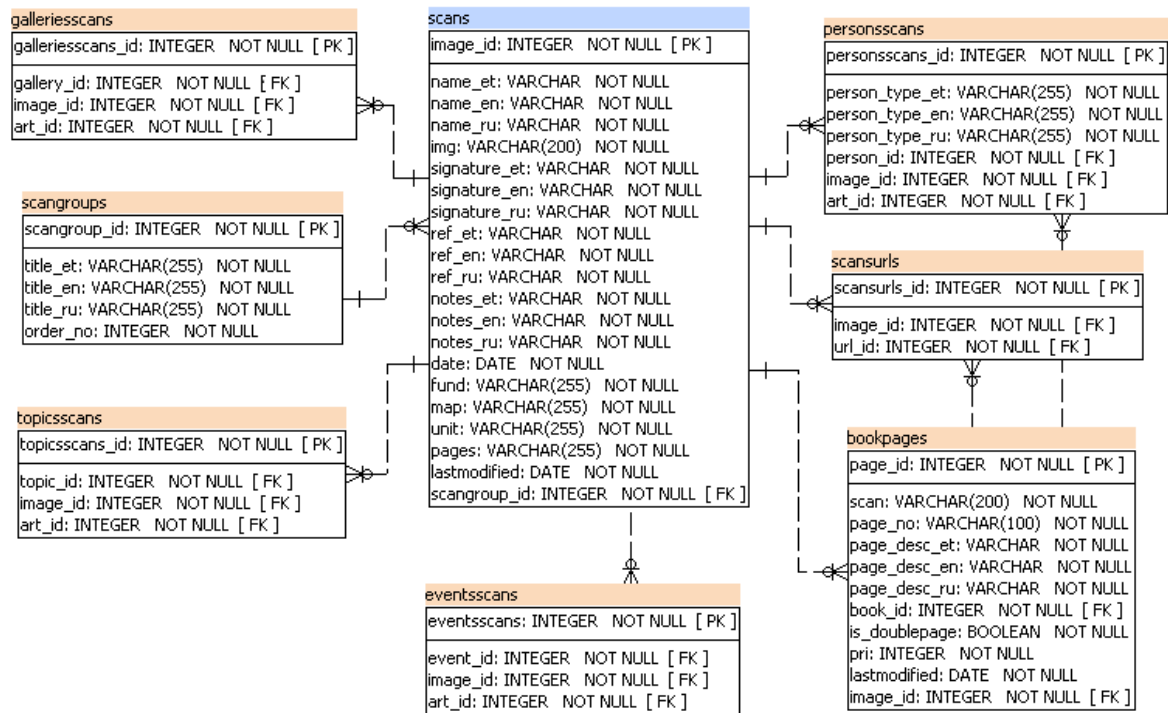 galleriesscans
galleriesscans_id: INTEGER NOT NULL [ PK ]
gallery_id: INTEGER NOT NULL [ FK ]
image_id: INTEGER NOT NULL [ FK ]
art_id: INTEGER NOT NULL [ FK ]
scangroups
scangroup_id: INTEGER NOT NULL [ PK ]
title_et: VARCHAR(255) NOT NULL
title_en: VARCHAR(255) NOT NULL
title_ru: VARCHAR(255) NOT NULL
order_no: INTEGER NOT NULL
topicsscans
topicsscans_id: INTEGER NOT NULL [ PK ]
topic_id: INTEGER NOT NULL [ FK ]
image_id: INTEGER NOT NULL [ FK ]
art_id: INTEGER NOT NULL [ FK ]
scans
image_id: INTEGER NOT NULL [ PK ]
name_et: VARCHAR NOT NULL
name_en: VARCHAR NOT NULL
name_ru: VARCHAR NOT NULL
img: VARCHAR(200) NOT NULL
signature_et: VARCHAR NOT NULL
signature_en: VARCHAR NOT NULL
signature_ru: VARCHAR NOT NULL
ref_et: VARCHAR NOT NULL
ref_en: VARCHAR NOT NULL
ref_ru: VARCHAR NOT NULL
notes_et: VARCHAR NOT NULL
notes_en: VARCHAR NOT NULL
notes_ru: VARCHAR NOT NULL
date: DATE NOT NULL
fund: VARCHAR(255) NOT NULL
map: VARCHAR(255) NOT NULL
unit: VARCHAR(255) NOT NULL
pages: VARCHAR(255) NOT NULL
lastmodified: DATE NOT NULL
scangroup_id: INTEGER NOT NULL [ FK ]
eventsscans
eventsscans: INTEGER NOT NULL [ PK ]
event_id: INTEGER NOT NULL [ FK ]
image_id: INTEGER NOT NULL [ FK ]
art_id: INTEGER NOT NULL [ FK ]
personsscans
personsscans_id: INTEGER NOT NULL [ PK ]
person_type_et: VARCHAR(255) NOT NULL
person_type_en: VARCHAR(255) NOT NULL
person_type_ru: VARCHAR(255) NOT NULL
person_id: INTEGER NOT NULL [ FK ]
image_id: INTEGER NOT NULL [ FK ]
art_id: INTEGER NOT NULL [ FK ]
scansurls
scansurls_id: INTEGER NOT NULL [ PK ]
image_id: INTEGER NOT NULL [ FK ]
url_id: INTEGER NOT NULL [ FK ]
bookpages
page_id: INTEGER NOT NULL [ PK ]
scan: VARCHAR(200) NOT NULL
page_no: VARCHAR(100) NOT NULL
page_desc_et: VARCHAR NOT NULL
page_desc_en: VARCHAR NOT NULL
page_desc_ru: VARCHAR NOT NULL
book_id: INTEGER NOT NULL [ FK ]
is_doublepage: BOOLEAN NOT NULL
pri: INTEGER NOT NULL
lastmodified: DATE NOT NULL
image_id: INTEGER NOT NULL [ FK ]